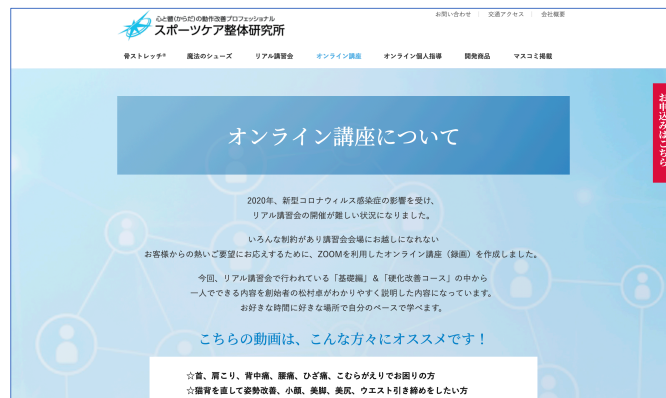 お問い合わせ | 交通アクセス | 会社概要
心と體(からだ)の動作改善プロフェッショナル
スポーツケア整体研究所
骨ストレッチ® 魔法のシューズ リアル講習会 オンライン講座 オンライン個人指導 開発商品 マスコミ掲載
お申込みはこちら
オンライン講座について
2020年、新型コロナウィルス感染症の影響を受け、
リアル講習会の開催が難しい状況になりました。
いろんな制約があり講習会会場にお越しになれない
お客様からの熱いご要望にお応えするために、ZOOMを利用したオンライン講座（録画）を作成しました。
今回、リアル講習会で行われている「基礎編」＆「硬化改善コース」の中から
一人でできる内容を創始者の松村卓がわかりやすく説明した内容になっています。
お好きな時間に好きな場所で自分のペースで学べます。
こちらの動画は、こんな方々にオススメです！
☆首、肩こり、背中痛、腰痛、ひざ痛、こむらがえりでお困りの方
☆猫背を直して姿勢改善、小顔、美脚、美尻、ウエスト引き締めをしたい方